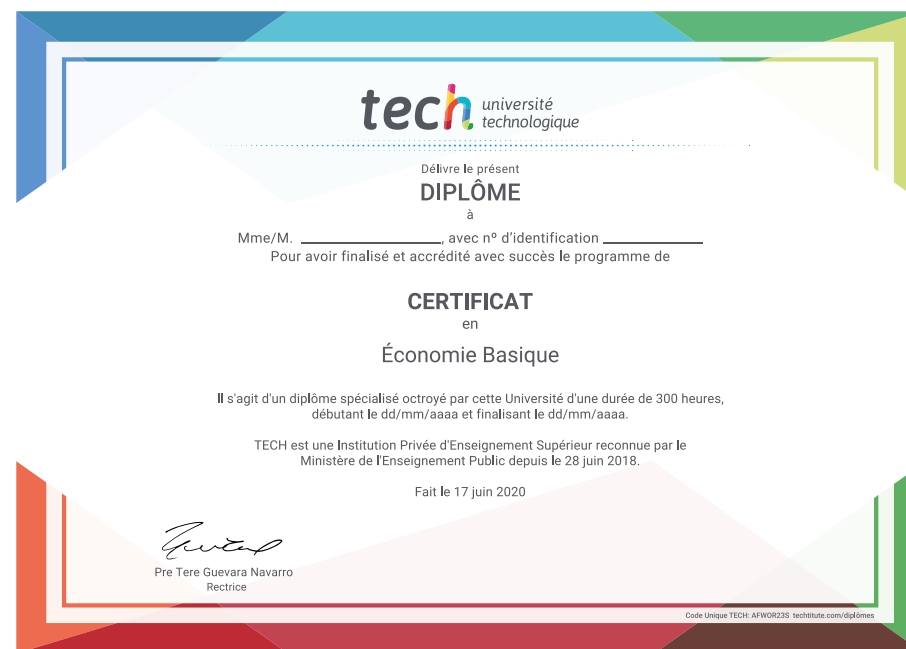 tech université
technologique
Délivre le présent
DIPLÔME
à
Mme/M. ____________________, avec nº d'identification ______________
Pour avoir finalisé et accrédité avec succès le programme de
CERTIFICAT
en
Économie Basique
Il s'agit d'un diplôme spécialisé octroyé par cette Université d'une durée de 300 heures,
débutant le dd/mm/aaaa et finalisant le dd/mm/aaaa.
TECH est une Institution Privée d'Enseignement Supérieur reconnue par le
Ministère de l'Enseignement Public depuis le 28 juin 2018.
Fait le 17 juin 2020
Pre Tere Guevara Navarro
Rectrice
Code Unique TECH: AFWOR23S techtitute.com/diplômes